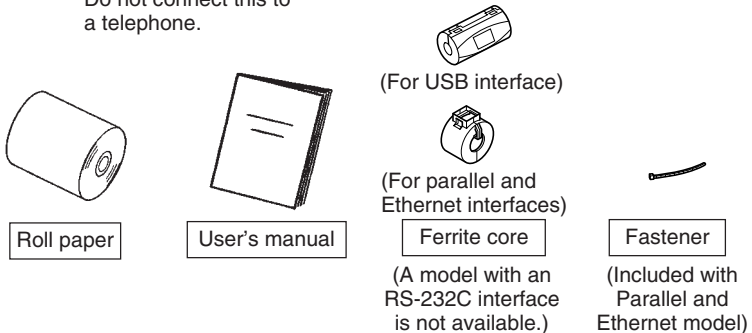 Do not connect this to
a telephone.
(For USB interface)
(For parallel and
Ethernet interfaces)
Roll paper
User's manual
Ferrite core
Fastener
(A model with an
RS-232C interface
is not available.)
(Included with
Parallel and
Ethernet model)